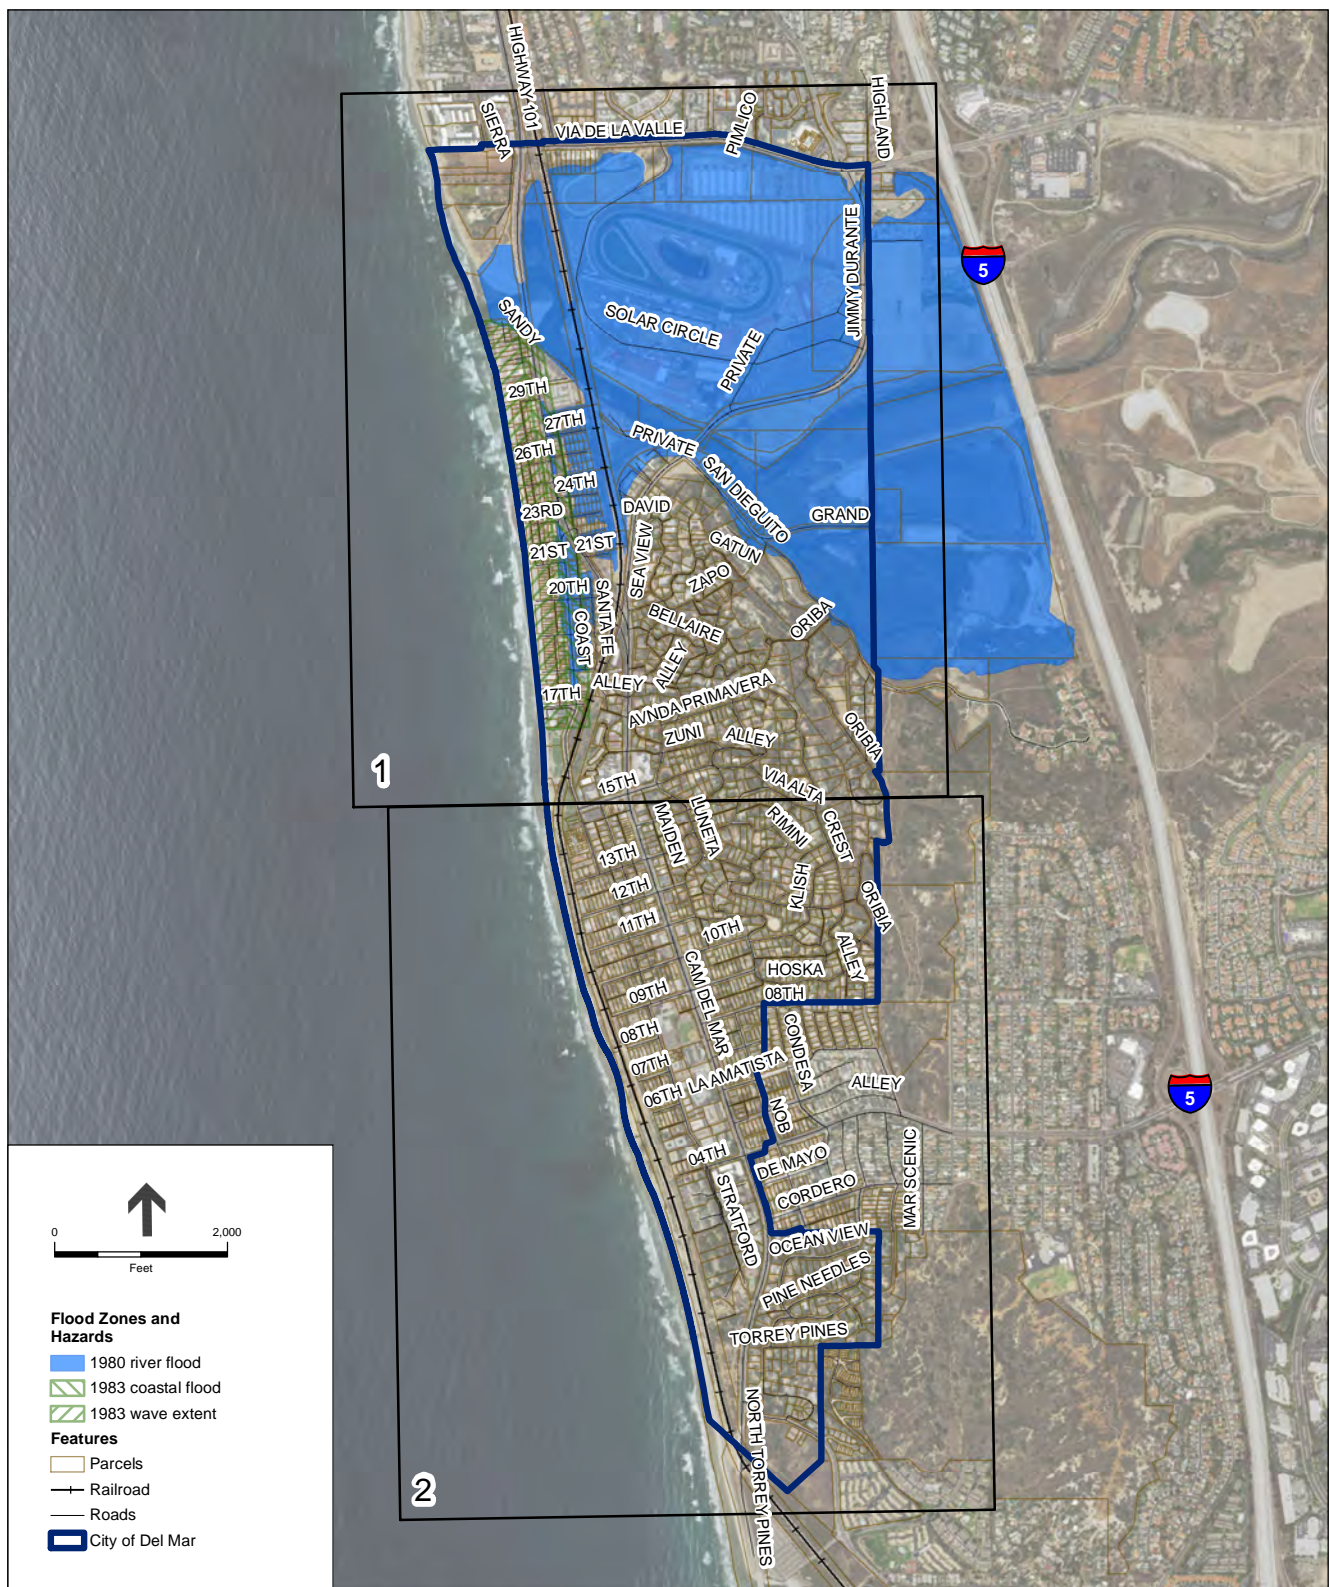 HIGHWAY 101
SIERRA
VIA DE LA VALLE
PIMLICO
HIGHLAND
JIMMY DURANTE
5
SOLAR CIRCLE
SANDY
PRIVATE
29TH
27TH
PRIVATE
26TH
24TH
SAN DIEGUITO
23RD
DAVID
GRAND
21ST
21ST
SEA VIEW
GATUN
20TH
ZAPO
SANTA FE
COAST
BELLAIRE
ORIBA
ALLEY
ALLEY
17TH
AVNDA PRIMAVERA
ZUNI
ALLEY
ORIBIA
1
15TH
VIA ALTA
MAIDEN
LUNETA
RIMINI
CREST
13TH
12TH
KLISH
ORIBIA
11TH
10TH
ALLEY
CAM DEL MAR
HOSKA
09TH
08TH
08TH
CONDESA
07TH
LA AMATISTA
ALLEY
06TH
NOB
5
04TH
DE MAYO
MAR SCENIC
CORDERO
STRATFORD
OCEAN VIEW
PINE NEEDLES
TORREY PINES
NORTH TORREY PINES
2
0 2,000
Feet
Flood Zones and
Hazards
1980 river flood
1983 coastal flood
1983 wave extent
Features
Parcels
Railroad
Roads
City of Del Mar